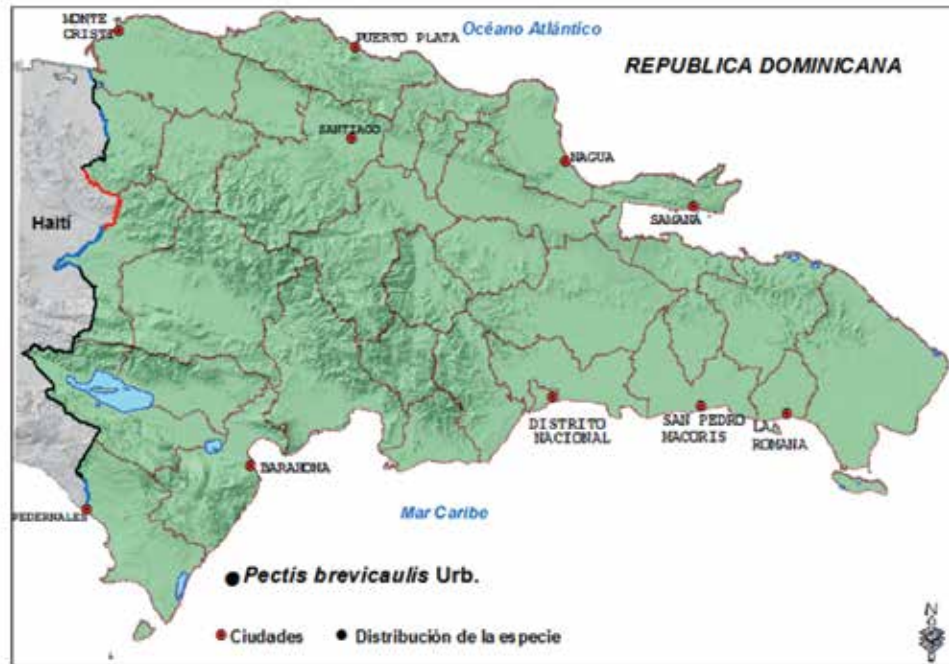 MONTE
CRISTI
PUERTO PLATA
Océano Atlántico
REPUBLICA DOMINICANA
SANTIAGO
NAGUA
SAMANA
Haití
DISTRITO
NACIONAL
SAN PEDRO
MACORIS
LA
ROMANA
BARAHONA
PEDERNALES
Mar Caribe
Pectis brevicaulis Urb.
Ciudades
Distribución de la especie
N